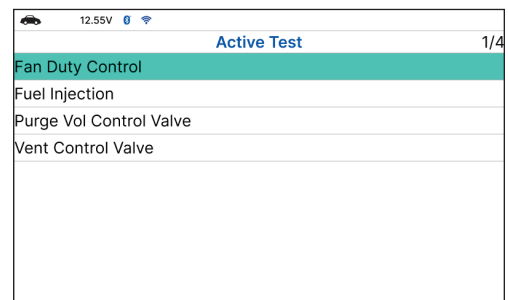 12.55V
Active Test 1/4
Fan Duty Control
Fuel Injection
Purge Vol Control Valve
Vent Control Valve